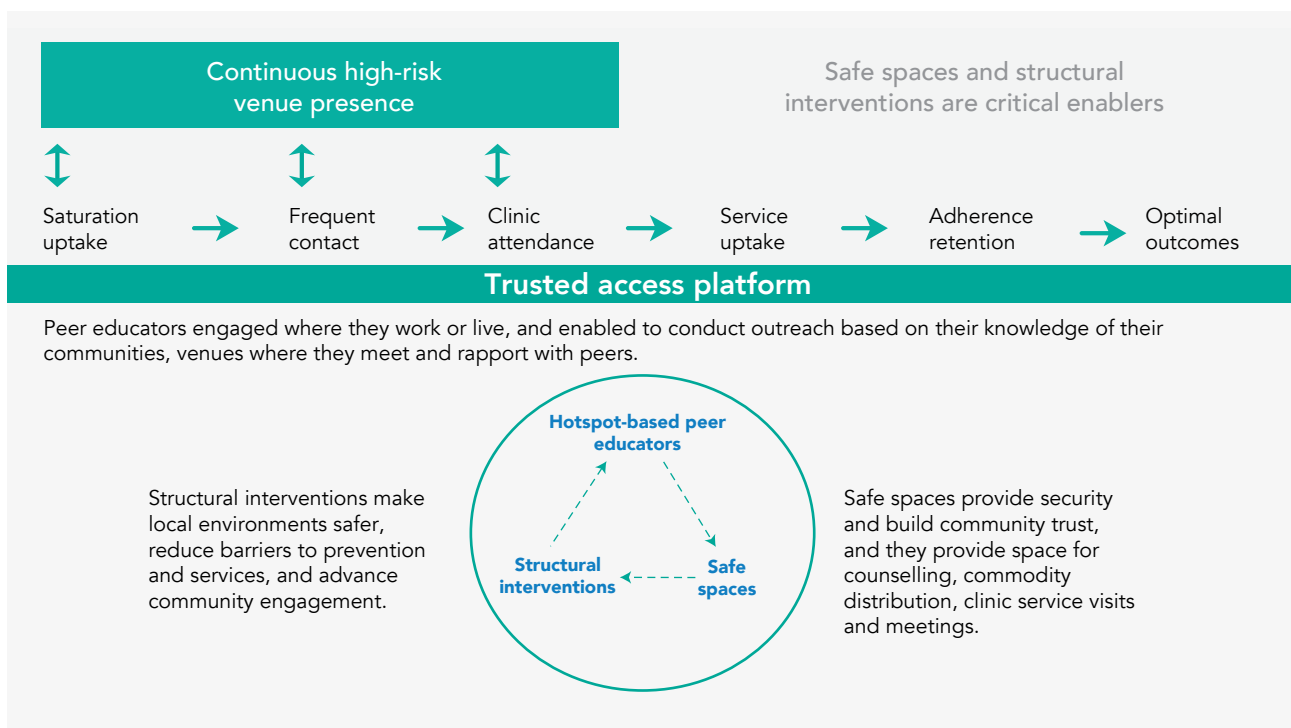 Continuous high-risk
venue presence
Safe spaces and structural
interventions are critical enablers
Saturation
uptake
Frequent
contact
Clinic
attendance
Service
uptake
Adherence
retention
Optimal
outcomes
Trusted access platform
Peer educators engaged where they work or live, and enabled to conduct outreach based on their knowledge of their
communities, venues where they meet and rapport with peers.
Hotspot-based peer
educators
Structural interventions make
local environments safer,
reduce barriers to prevention
and services, and advance
community engagement.
Structural
interventions
Safe
spaces
Safe spaces provide security
and build community trust,
and they provide space for
counselling, commodity
distribution, clinic service visits
and meetings.